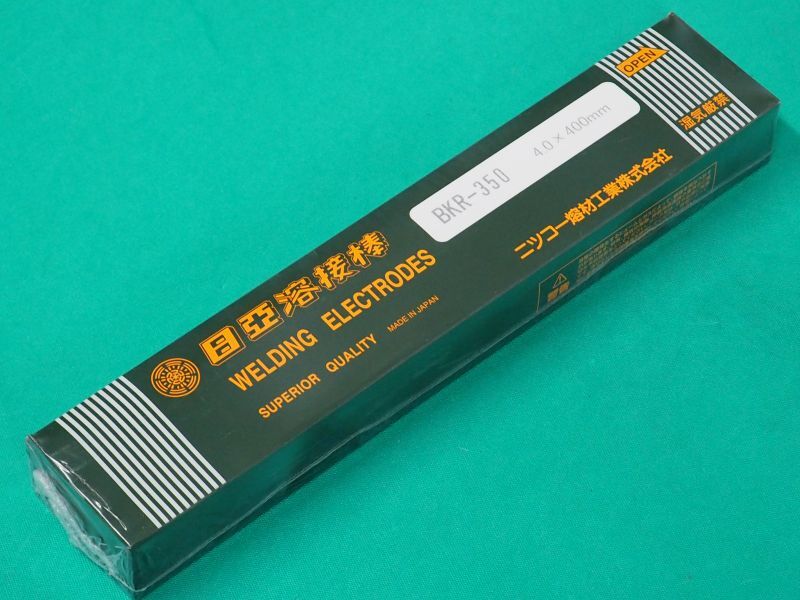 OPEN
湿気厳禁
BKR-350 4.0×400mm
ニツコー熔材工業株式会社
日亞溶接棒
WELDING ELECTRODES
SUPERIOR QUALITY MADE IN JAPAN